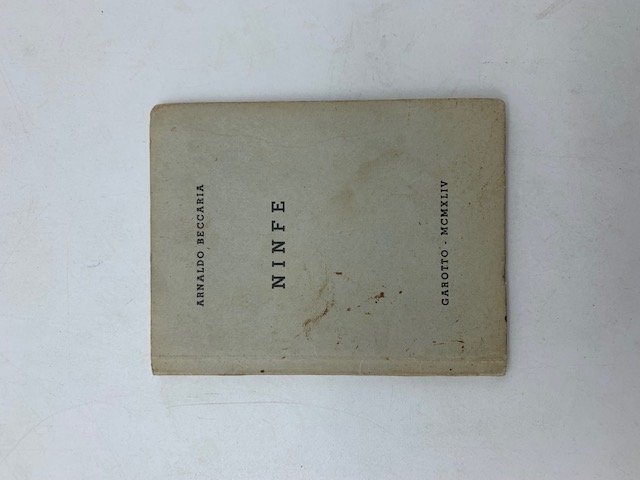 ARNALDO BECCARIA
NINFE
GAROTTO - MCMXLIV